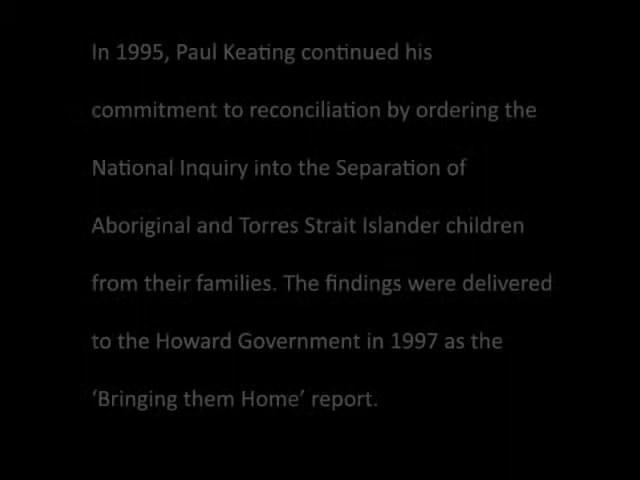 In 1995, Paul Keating continued his
commitment to reconciliation by ordering the
National Inquiry into the Separation of
Aboriginal and Torres Strait Islander children
from their families. The findings were delivered
to the Howard Government in 1997 as the
‘Bringing them Home’ report.